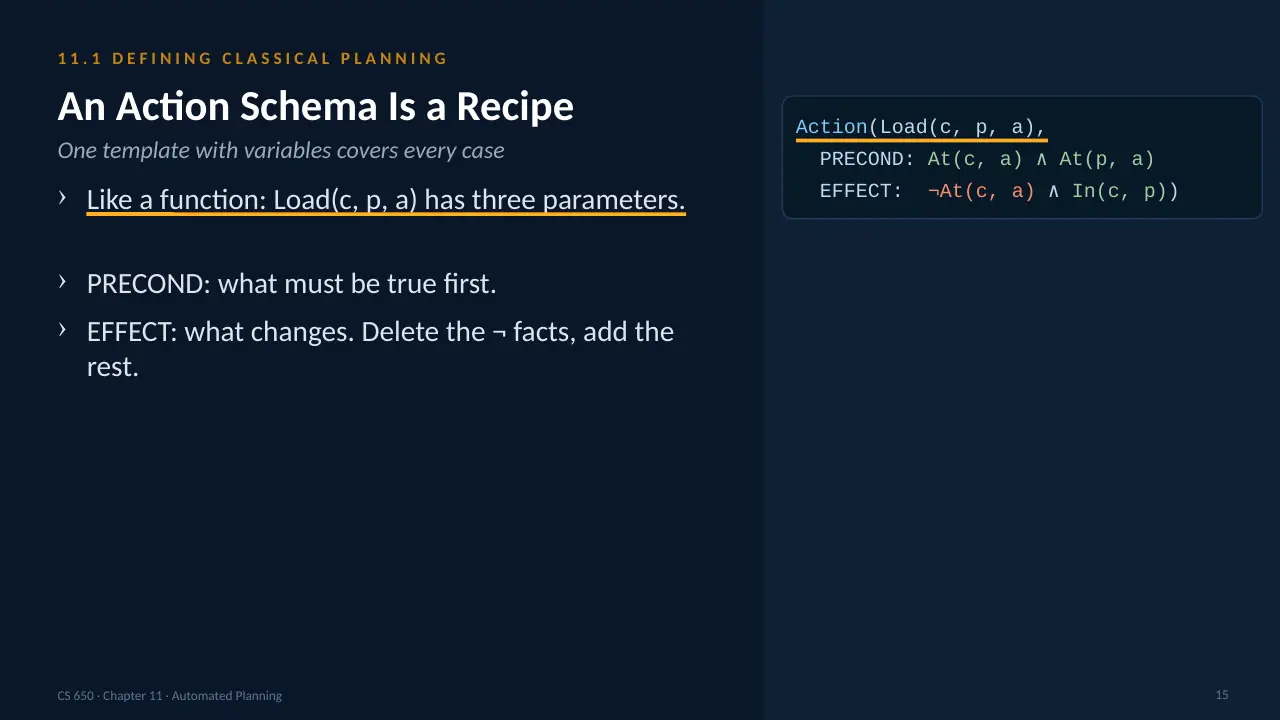 11.1 DEFINING CLASSICAL PLANNING
An Action Schema Is a Recipe
One template with variables covers every case
› Like a function: Load(c, p, a) has three parameters.
› PRECOND: what must be true first.
› EFFECT: what changes. Delete the ¬ facts, add the
rest.
Action(Load(c, p, a),
PRECOND: At(c, a) ∧ At(p, a)
EFFECT: ¬At(c, a) ∧ In(c, p))
CS 650 · Chapter 11 · Automated Planning
15